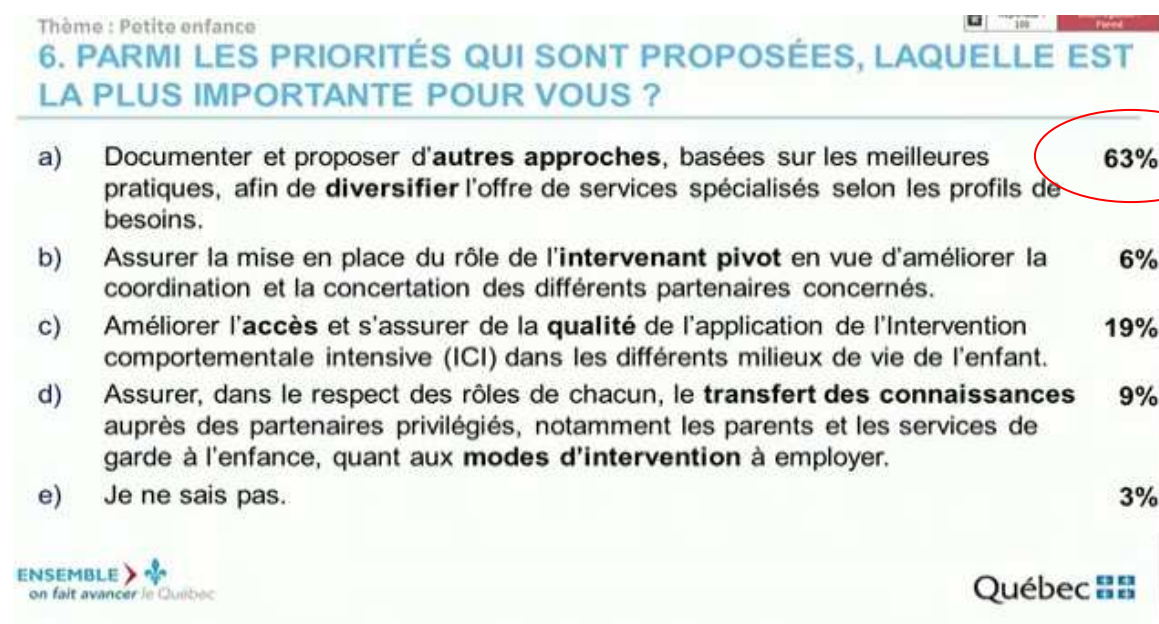 Thème : Petite enfance
100
Fermé
6. PARMI LES PRIORITÉS QUI SONT PROPOSÉES, LAQUELLE EST
LA PLUS IMPORTANTE POUR VOUS ?
a) Documenter et proposer d'autres approches, basées sur les meilleures 63%
pratiques, afin de diversifier l'offre de services spécialisés selon les profils de
besoins.
b) Assurer la mise en place du rôle de l'intervenant pivot en vue d'améliorer la 6%
coordination et la concertation des différents partenaires concernés.
c) Améliorer l'accès et s'assurer de la qualité de l'application de l'Intervention 19%
comportementale intensive (ICI) dans les différents milieux de vie de l'enfant.
d) Assurer, dans le respect des rôles de chacun, le transfert des connaissances 9%
auprès des partenaires privilégiés, notamment les parents et les services de
garde à l'enfance, quant aux modes d'intervention à employer.
e) Je ne sais pas. 3%
ENSEMBLE
on fait avancer le Québec
Québec